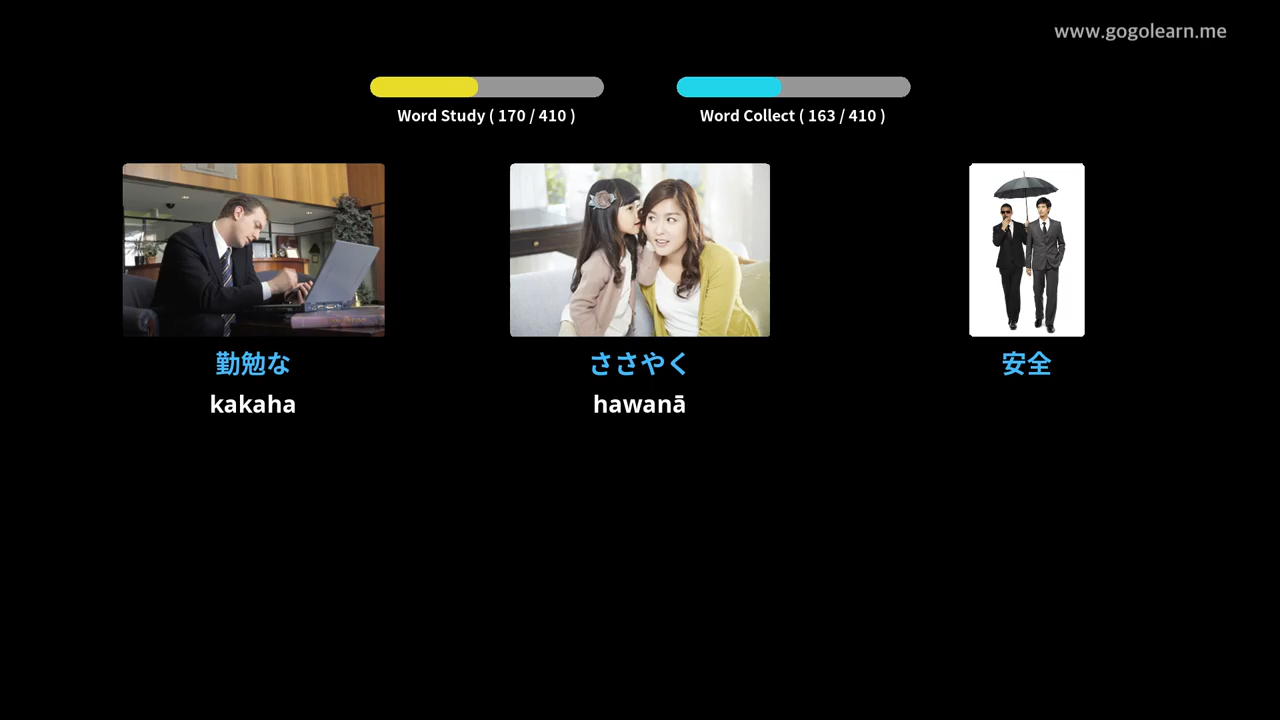 www.gogolearn.me
Word Study ( 170 / 410 )
Word Collect ( 163 / 410 )
勤勉な
ささやく
安全
kakaha
hawanā